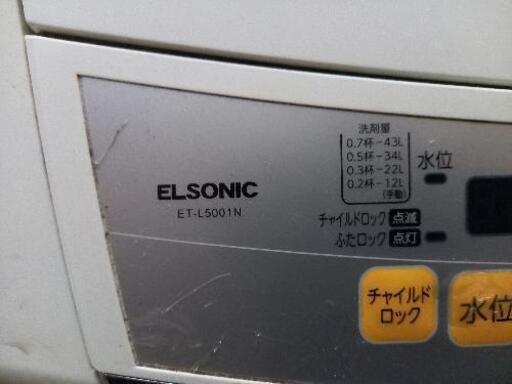 洗剤量
0.7杯-43L
0.5杯-34L
0.3杯-22L
0.2杯-12L
(手動)
水位
ELSONIC
ET-L5001N
チャイルドロック 点滅
ふたロック 点灯
チャイルド
ロック
水位